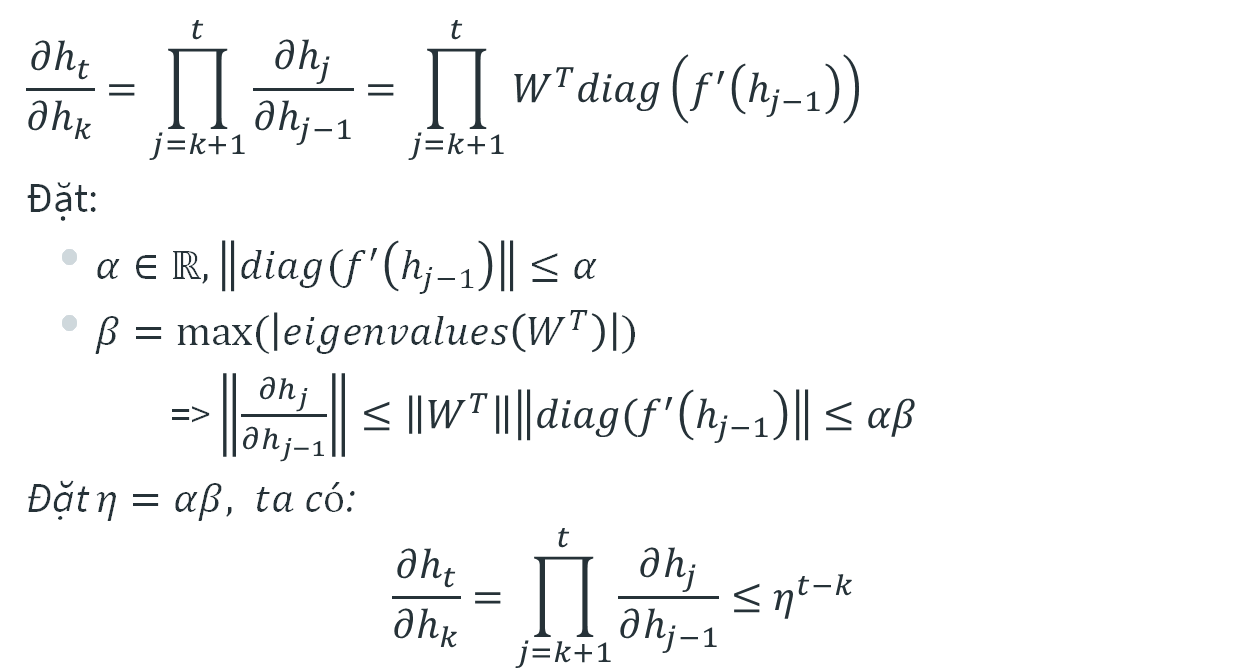 ∂h_t/∂h_k = ∏_{j=k+1}^{t} ∂h_j/∂h_{j−1} = ∏_{j=k+1}^{t} W^T diag(f′(h_{j−1}))
Đặt:
• α ∈ ℝ, ‖diag(f′(h_{j−1})‖ ≤ α
• β = max(|eigenvalues(W^T)|)
=> ‖∂h_j/∂h_{j−1}‖ ≤ ‖W^T‖‖diag(f′(h_{j−1})‖ ≤ αβ
Đặt η = αβ, ta có:
∂h_t/∂h_k = ∏_{j=k+1}^{t} ∂h_j/∂h_{j−1} ≤ η^{t−k}